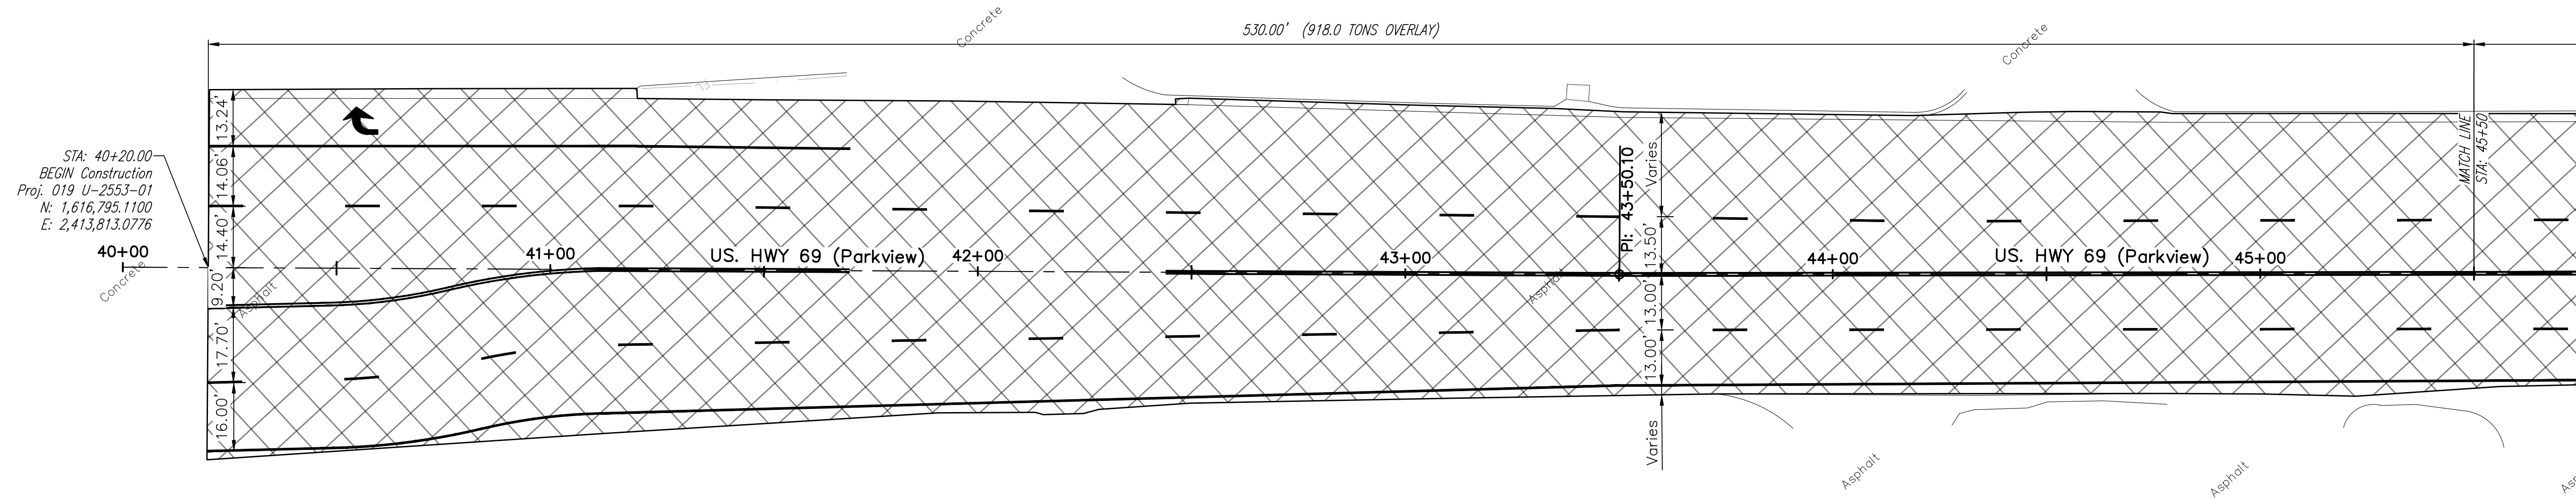 530.00' (918.0 TONS OVERLAY)
Concrete
Concrete
13.24'
14.06'
14.40'
9.20'
17.70'
16.00'
STA: 40+20.00
BEGIN Construction
Proj. 019 U-2553-01
N: 1,616,795.1100
E: 2,413,813.0776
40+00
Concrete
Asphalt
41+00
US. HWY 69 (Parkview)
42+00
43+00
Asphalt
PI: 43+50.10
Varies
13.50'
13.00'
13.00'
Varies
44+00
US. HWY 69 (Parkview)
45+00
MATCH LINE
STA: 45+50
Asphalt
Asphalt